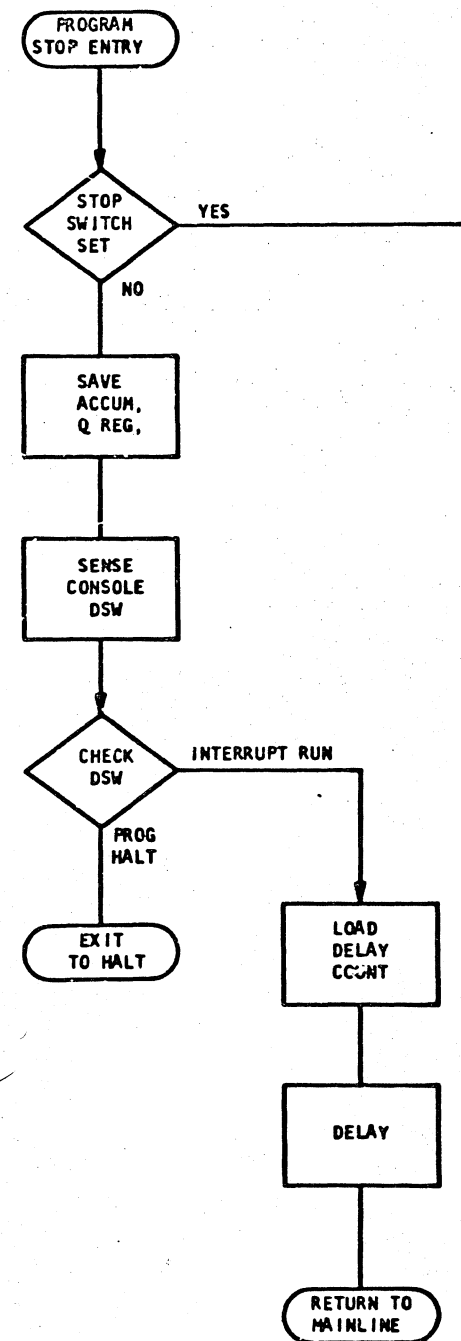 PROGRAM
STOP ENTRY
STOP
SWITCH
SET
YES
NO
SAVE
ACCUM,
Q REG,
SENSE
CONSOLE
DSW
CHECK
DSW
INTERRUPT RUN
PROG
HALT
EXIT
TO HALT
LOAD
DELAY
COUNT
DELAY
RETURN TO
MAINLINE